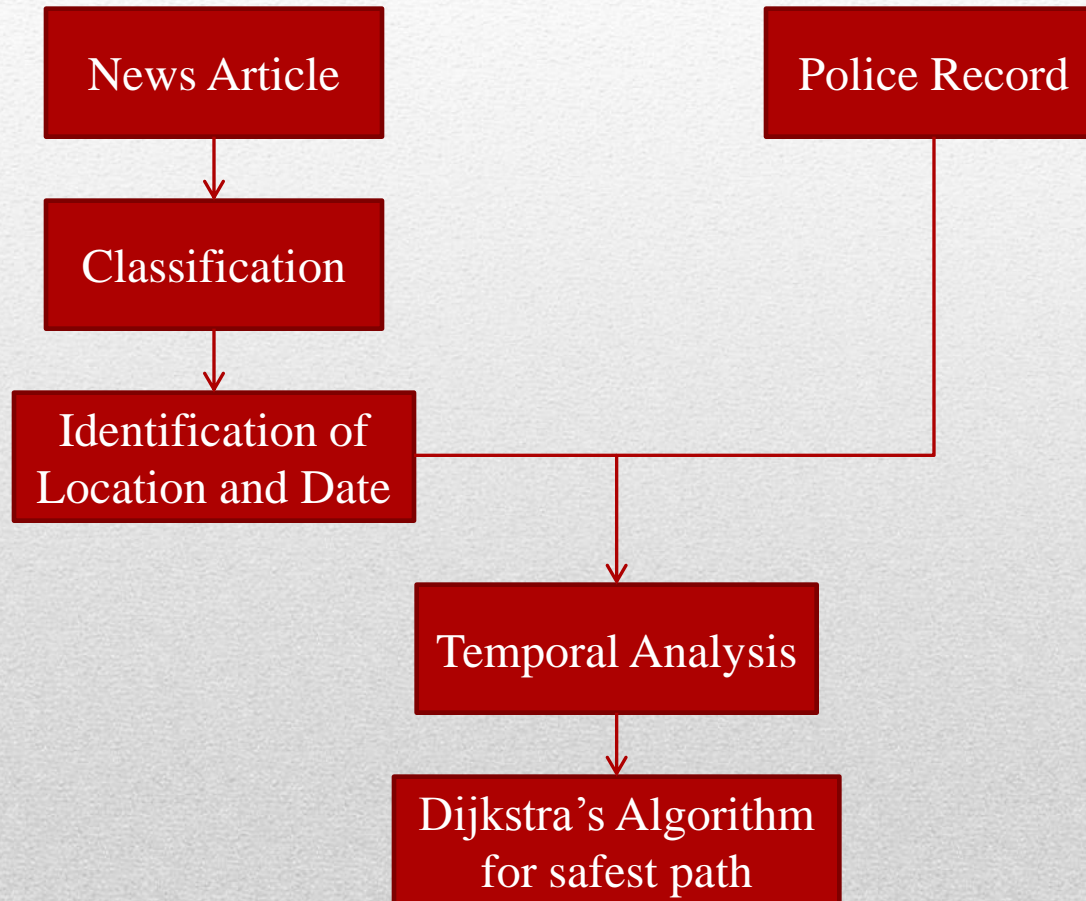 News Article
Police Record
Classification
Identification of
Location and Date
Temporal Analysis
Dijkstra’s Algorithm
for safest path